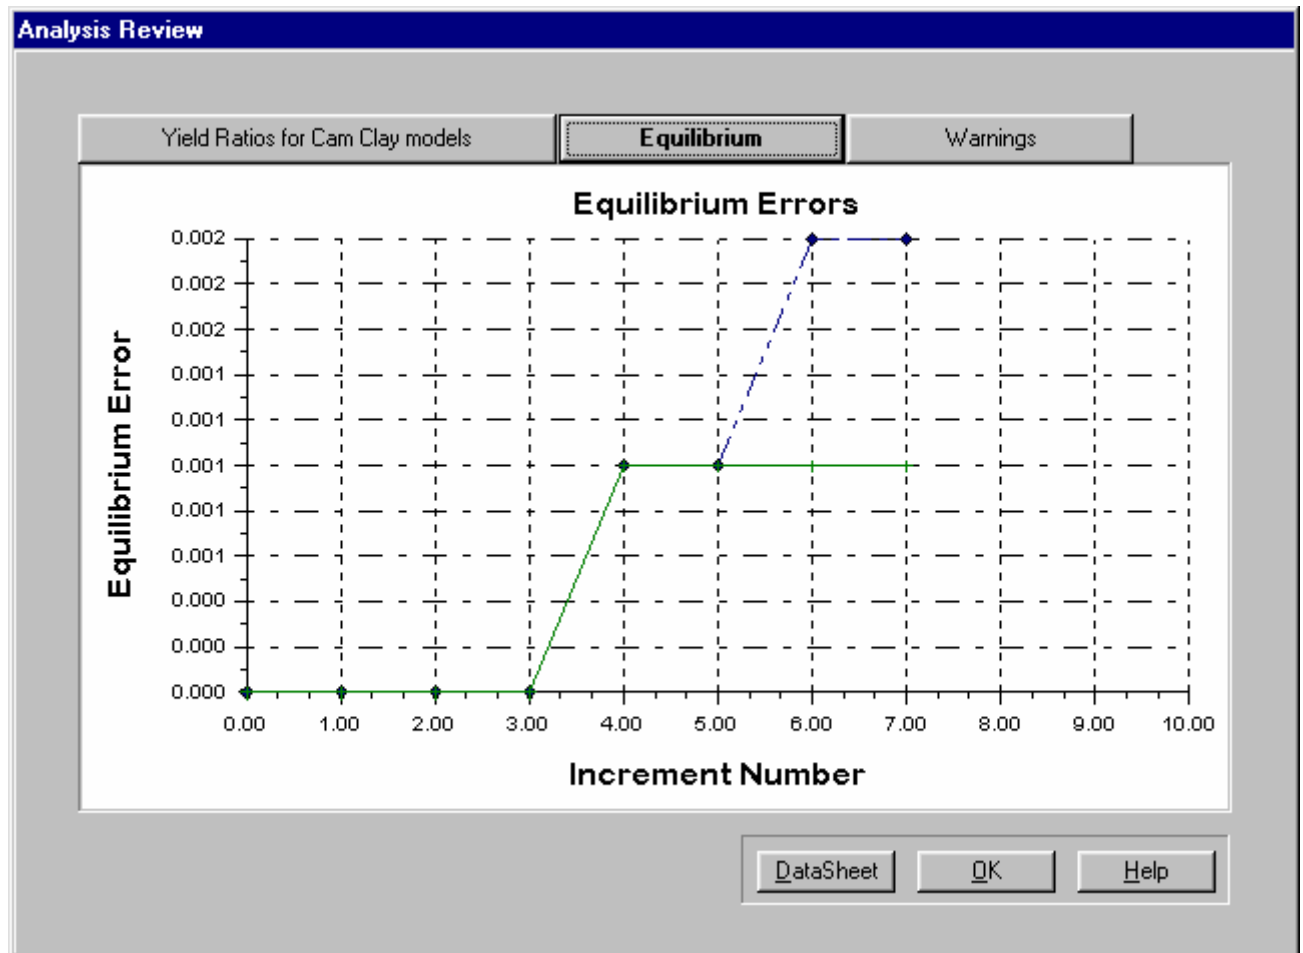 Analysis Review
Yield Ratios for Cam Clay models Equilibrium Warnings
Equilibrium Errors
0.002
0.002
0.002
0.001
0.001
0.001
0.001
0.001
0.000
0.000
0.000
Equilibrium Error
0.00 1.00 2.00 3.00 4.00 5.00 6.00 7.00 8.00 9.00 10.00
Increment Number
DataSheet OK Help